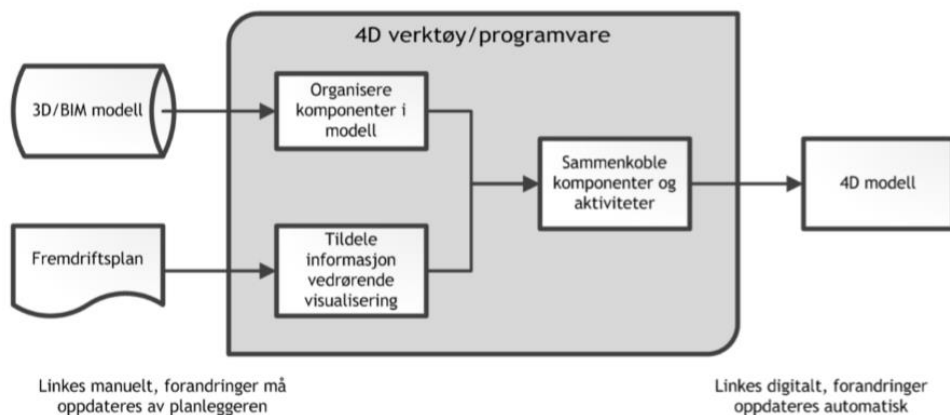 4D verktøy/programvare
3D/BIM modell
Organisere
komponenter i
modell
Sammenkoble
komponenter og
aktiviteter
4D modell
Fremdriftsplan
Tildele
informasjon
vedrørende
visualisering
Linkes manuelt, forandringer må
oppdateres av planleggeren
Linkes digitalt, forandringer
oppdateres automatisk